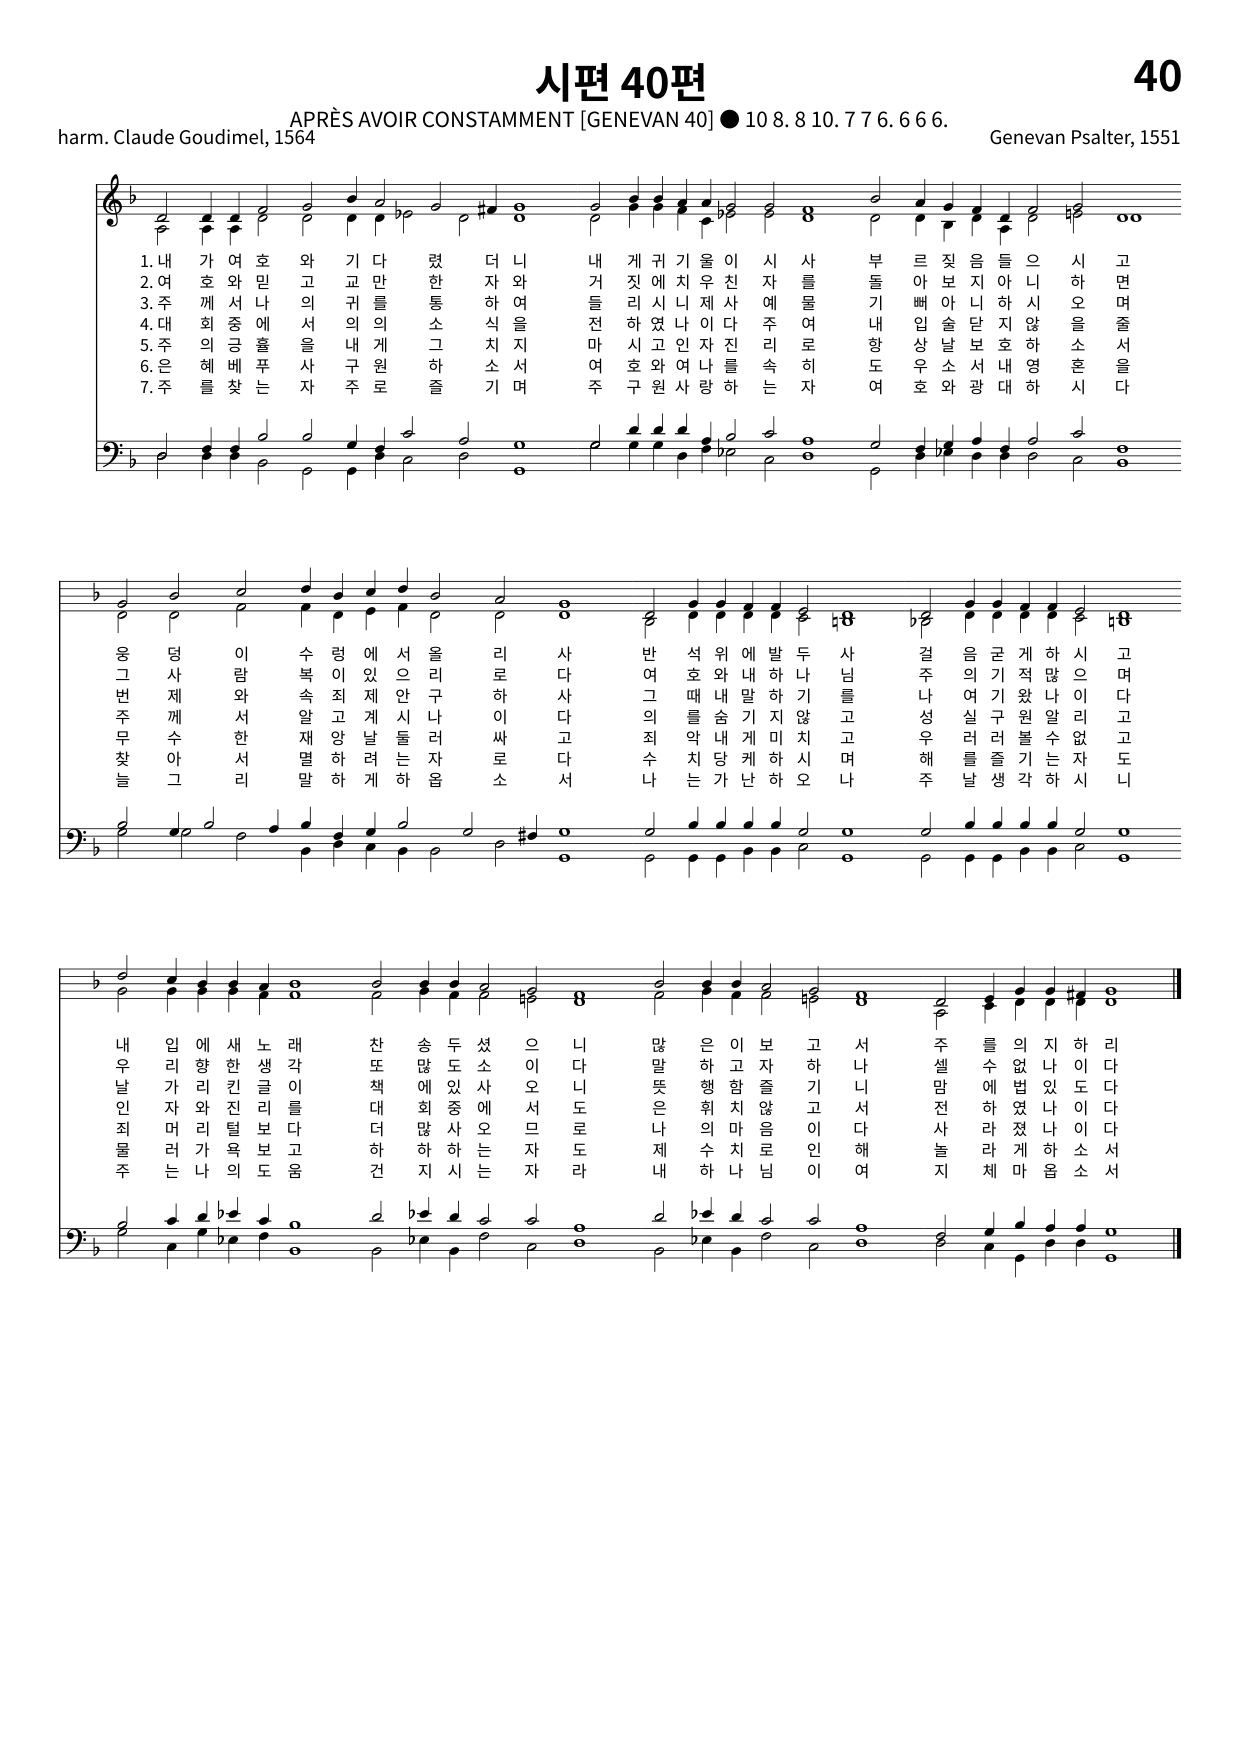 시편 40편
40
APRÈS AVOIR CONSTAMMENT [GENEVAN 40] ● 10 8. 8 10. 7 7 6. 6 6 6.
harm. Claude Goudimel, 1564
Genevan Psalter, 1551
1. 내 가 여 호 와 기 다 렸 더 니 내 게 귀 기 울 이 시 사 부 르 짖 음 들 으 시 고
2. 여 호 와 믿 고 교 만 한 자 와 거 짓 에 치 우 친 자 를 돌 아 보 지 아 니 하 면
3. 주 께 서 나 의 귀 를 통 하 여 들 리 시 니 제 사 예 물 기 뻐 아 니 하 시 오 며
4. 대 회 중 에 서 의 의 소 식 을 전 하 였 나 이 다 주 여 내 입 술 닫 지 않 을 줄
5. 주 의 긍 휼 을 내 게 그 치 지 마 시 고 인 자 진 리 로 항 상 날 보 호 하 소 서
6. 은 혜 베 푸 사 구 원 하 소 서 여 호 와 여 나 를 속 히 도 우 소 서 내 영 혼 을
7. 주 를 찾 는 자 주 로 즐 기 며 주 구 원 사 랑 하 는 자 여 호 와 광 대 하 시 다
웅 덩 이 수 렁 에 서 올 리 사 반 석 위 에 발 두 사 걸 음 굳 게 하 시 고
그 사 람 복 이 있 으 리 로 다 여 호 와 내 하 나 님 주 의 기 적 많 으 며
번 제 와 속 죄 제 안 구 하 사 그 때 내 말 하 기 를 나 여 기 왔 나 이 다
주 께 서 알 고 계 시 나 이 다 의 를 숨 기 지 않 고 성 실 구 원 알 리 고
무 수 한 재 앙 날 둘 러 싸 고 죄 악 내 게 미 치 고 우 러 러 볼 수 없 고
찾 아 서 멸 하 려 는 자 로 다 수 치 당 케 하 시 며 해 를 즐 기 는 자 도
늘 그 리 말 하 게 하 옵 소 서 나 는 가 난 하 오 나 주 날 생 각 하 시 니
내 입 에 새 노 래 찬 송 두 셨 으 니 많 은 이 보 고 서 주 를 의 지 하 리
우 리 향 한 생 각 또 많 도 소 이 다 말 하 고 자 하 나 셀 수 없 나 이 다
날 가 리 킨 글 이 책 에 있 사 오 니 뜻 행 함 즐 기 니 맘 에 법 있 도 다
인 자 와 진 리 를 대 회 중 에 서 도 은 휘 치 않 고 서 전 하 였 나 이 다
죄 머 리 털 보 다 더 많 사 오 므 로 나 의 마 음 이 다 사 라 졌 나 이 다
물 러 가 욕 보 고 하 하 하 는 자 도 제 수 치 로 인 해 놀 라 게 하 소 서
주 는 나 의 도 움 건 지 시 는 자 라 내 하 나 님 이 여 지 체 마 옵 소 서